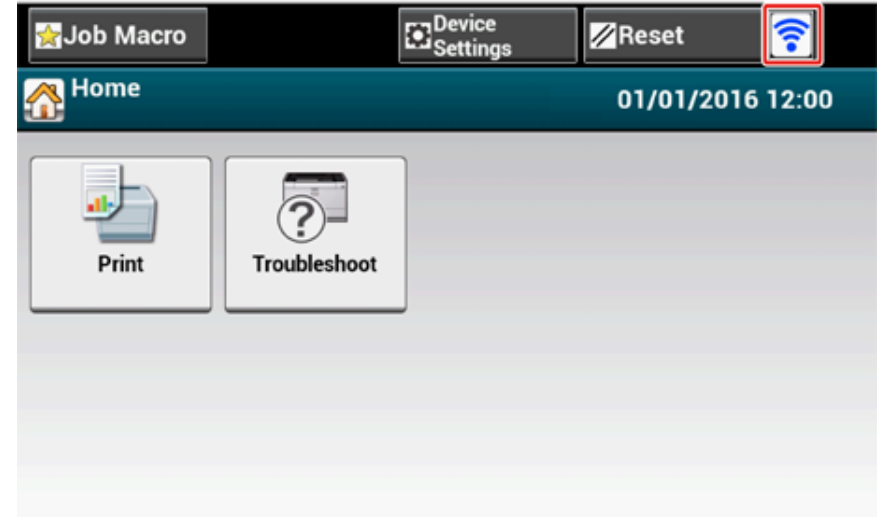 Job Macro
Device
Settings
Reset
Home
01/01/2016 12:00
?
Print
Troubleshoot